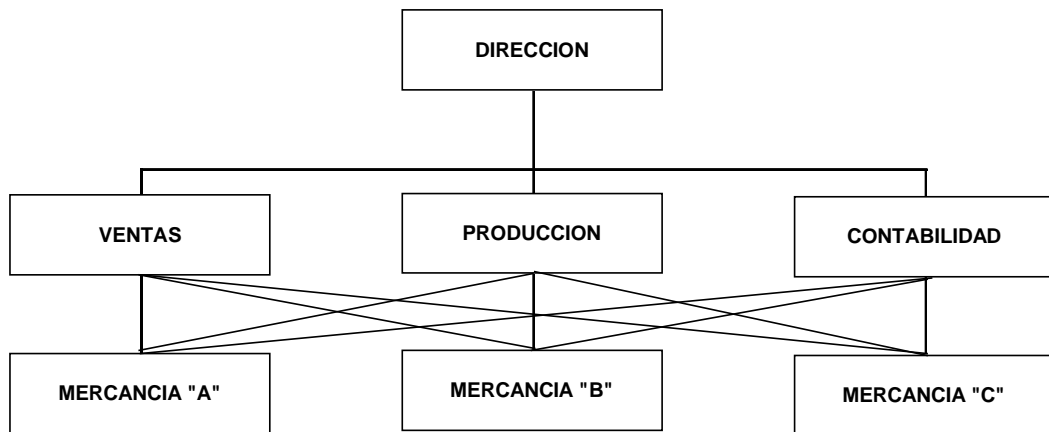 DIRECCION
VENTAS
PRODUCCION
CONTABILIDAD
MERCANCIA "A"
MERCANCIA "B"
MERCANCIA "C"